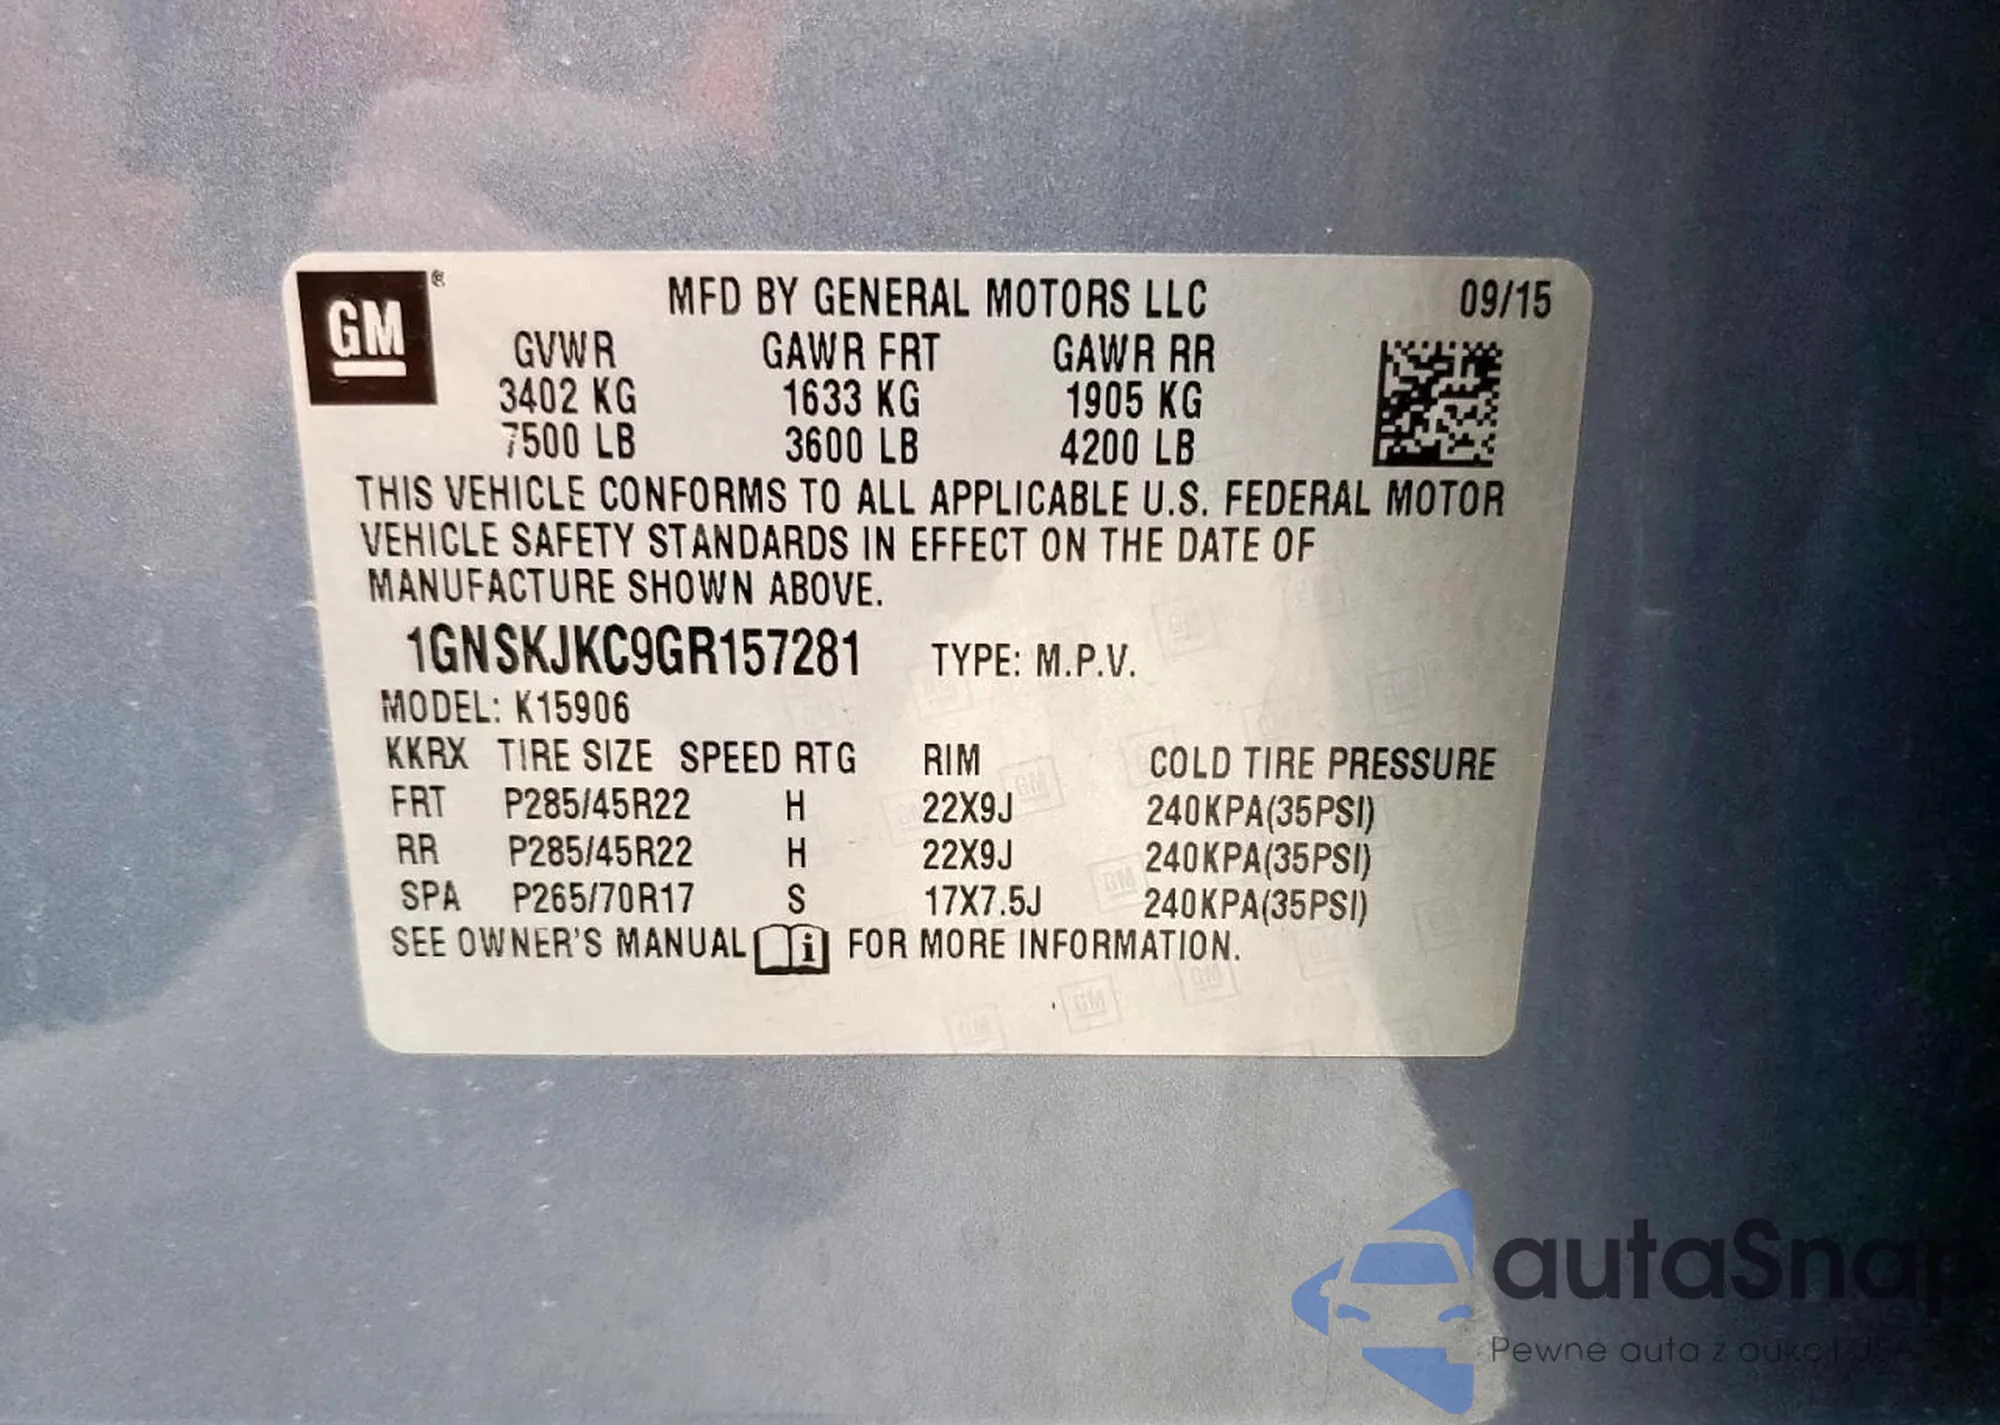 GM ®
MFD BY GENERAL MOTORS LLC 09/15
GVWR GAWR FRT GAWR RR
3402 KG 1633 KG 1905 KG
7500 LB 3600 LB 4200 LB
THIS VEHICLE CONFORMS TO ALL APPLICABLE U.S. FEDERAL MOTOR
VEHICLE SAFETY STANDARDS IN EFFECT ON THE DATE OF
MANUFACTURE SHOWN ABOVE.
1GNSKJKC9GR157281 TYPE: M.P.V.
MODEL: K15906
KKRX TIRE SIZE SPEED RTG RIM COLD TIRE PRESSURE
FRT P285/45R22 H 22X9J 240KPA(35PSI)
RR P285/45R22 H 22X9J 240KPA(35PSI)
SPA P265/70R17 S 17X7.5J 240KPA(35PSI)
SEE OWNER'S MANUAL i FOR MORE INFORMATION.
autaSnap
Pewne auta z aukcji USA